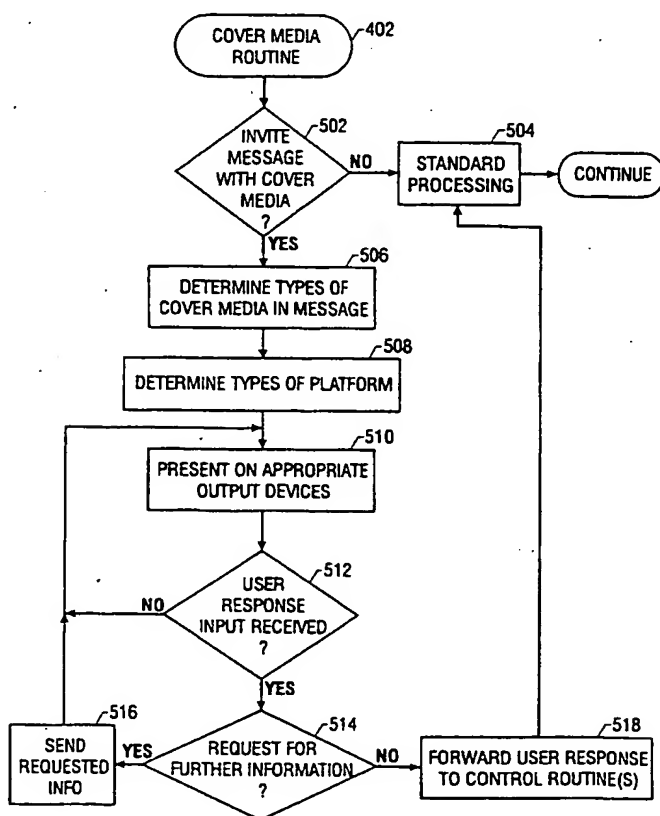 COVER MEDIA
ROUTINE
402
INVITE
MESSAGE
WITH COVER
MEDIA
?
502
NO
504
STANDARD
PROCESSING
CONTINUE
YES
506
DETERMINE TYPES OF
COVER MEDIA IN MESSAGE
508
DETERMINE TYPES OF PLATFORM
510
PRESENT ON APPROPRIATE
OUTPUT DEVICES
512
USER
RESPONSE
INPUT RECEIVED
?
NO
YES
516
SEND
REQUESTED
INFO
YES
514
REQUEST FOR
FURTHER INFORMATION
?
NO
518
FORWARD USER RESPONSE
TO CONTROL ROUTINE(S)